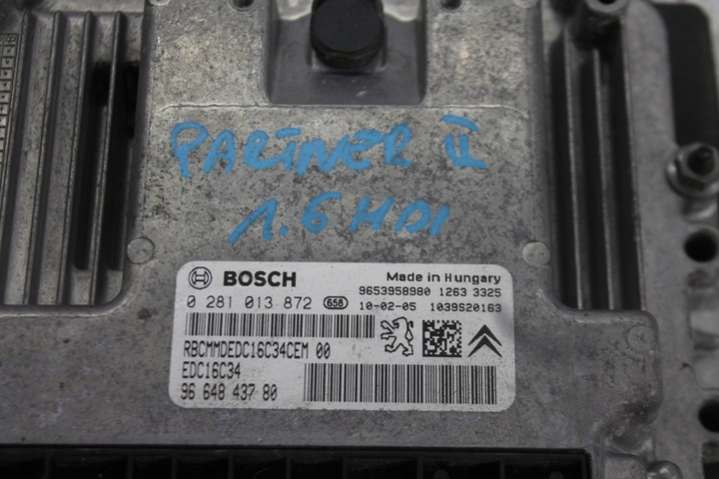 PARTNER II
1.6 HDI
BOSCH Made in Hungary
9653958980 1263 3325
0 281 013 872 658 10-02-05 1039S20163
RBCMMDEDC16C34CEM 00
EDC16C34
96 648 437 80